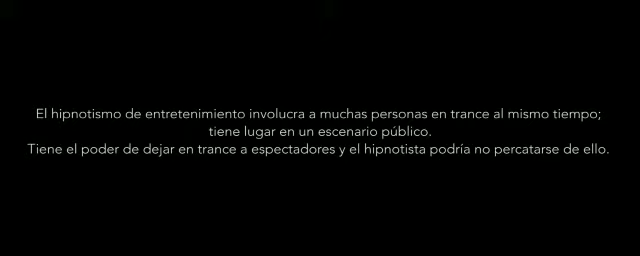 El hipnotismo de entretenimiento involucra a muchas personas en trance al mismo tiempo;
tiene lugar en un escenario público.
Tiene el poder de dejar en trance a espectadores y el hipnotista podría no percatarse de ello.